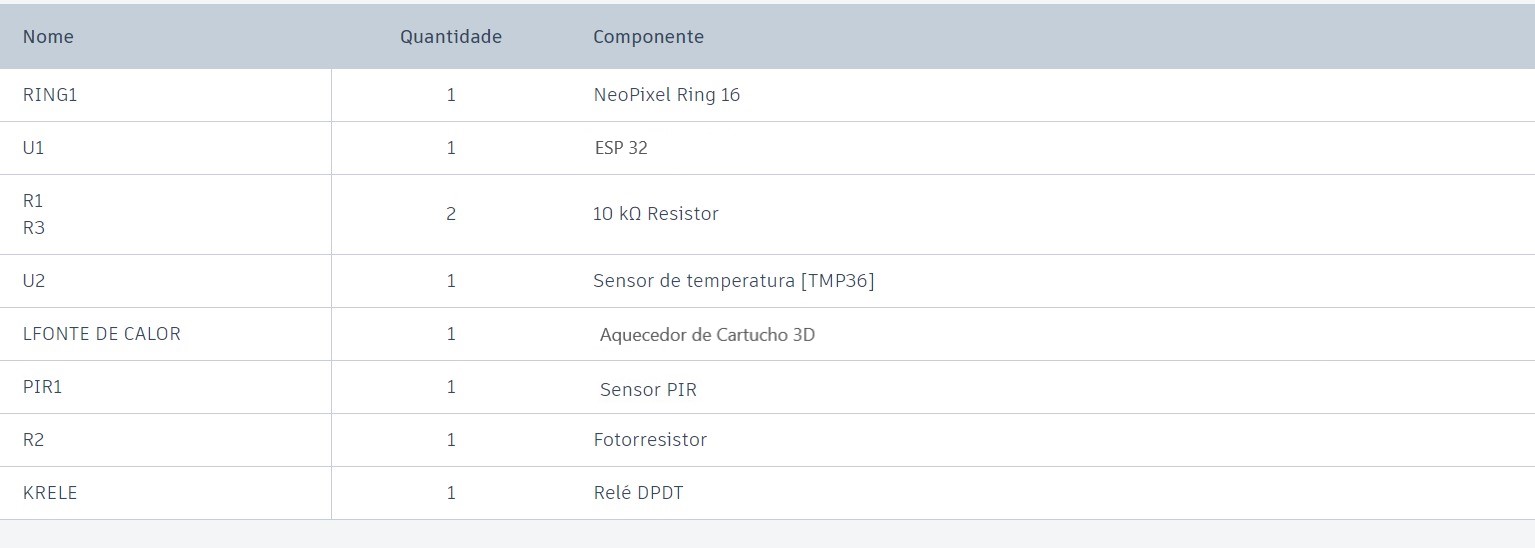 Nome Quantidade Componente
RING1 1 NeoPixel Ring 16
U1 1 ESP 32
R1
R3
2 10 kΩ Resistor
U2 1 Sensor de temperatura [TMP36]
LFONTE DE CALOR 1 Aquecedor de Cartucho 3D
PIR1 1 Sensor PIR
R2 1 Fotorresistor
KRELE 1 Relé DPDT